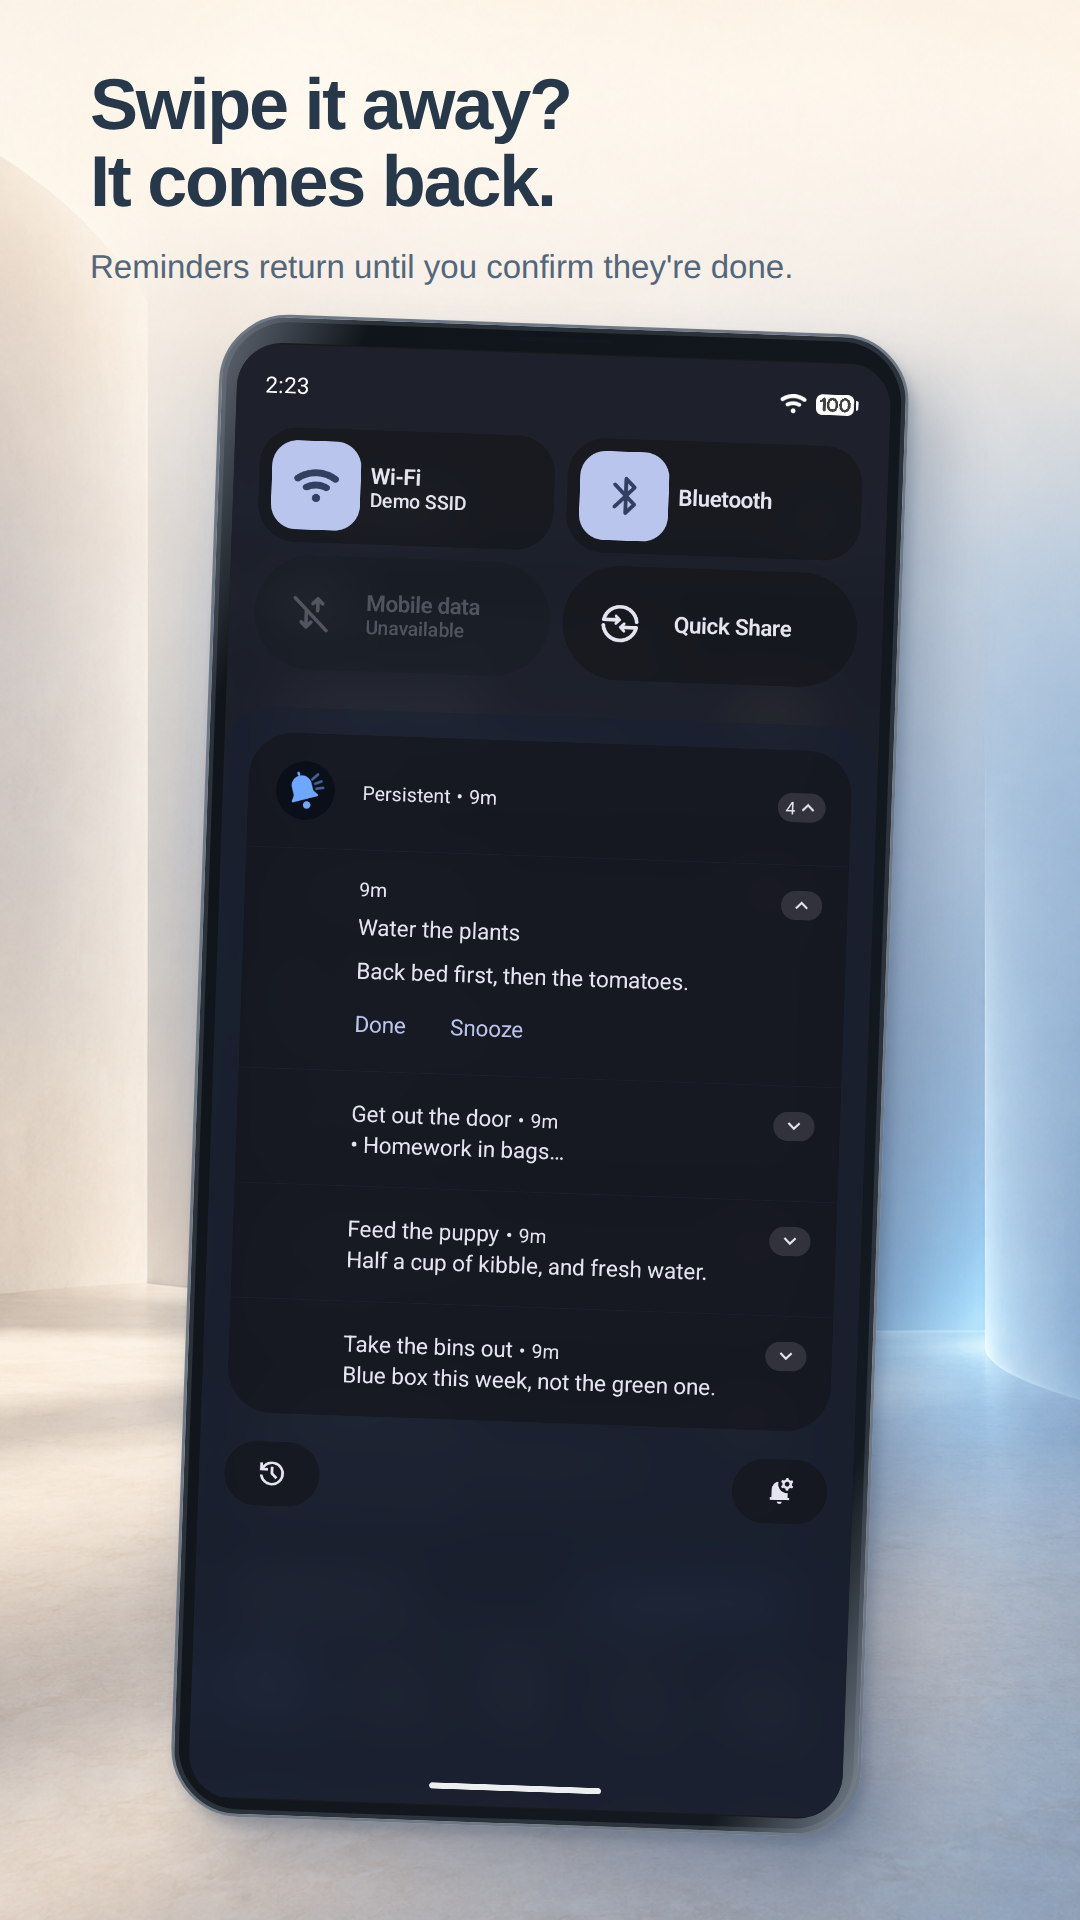 Swipe it away?
It comes back.
Reminders return until you confirm they're done.
2:23
100
Wi-Fi
Demo SSID
Bluetooth
Mobile data
Unavailable
Quick Share
Persistent • 9m
4
9m
Water the plants
Back bed first, then the tomatoes.
Done Snooze
Get out the door • 9m
• Homework in bags...
Feed the puppy • 9m
Half a cup of kibble, and fresh water.
Take the bins out • 9m
Blue box this week, not the green one.